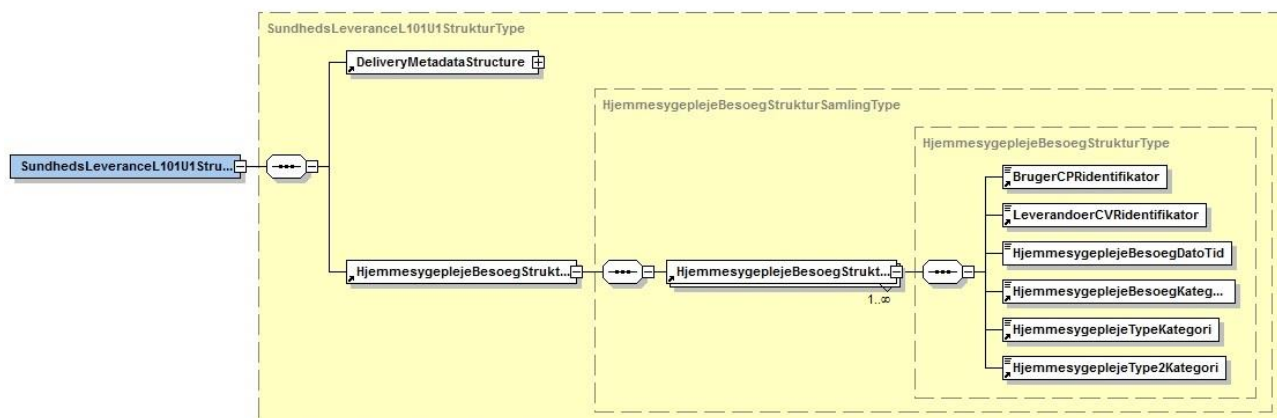 SundhedsLeveranceL101U1StrukturType
DeliveryMetadataStructure
HjemmesygeplejeBesoegStrukturSamlingType
HjemmesygeplejeBesoegStrukturType
SundhedsLeveranceL101U1Stru...
BrugerCPRidentifikator
LeverandoerCVRidentifikator
HjemmesygeplejeBesoegDatoTid
HjemmesygeplejeBesoegStrukt...
HjemmesygeplejeBesoegStrukt...
1..∞
HjemmesygeplejeBesoegKateg...
HjemmesygeplejeTypeKategori
HjemmesygeplejeType2Kategori